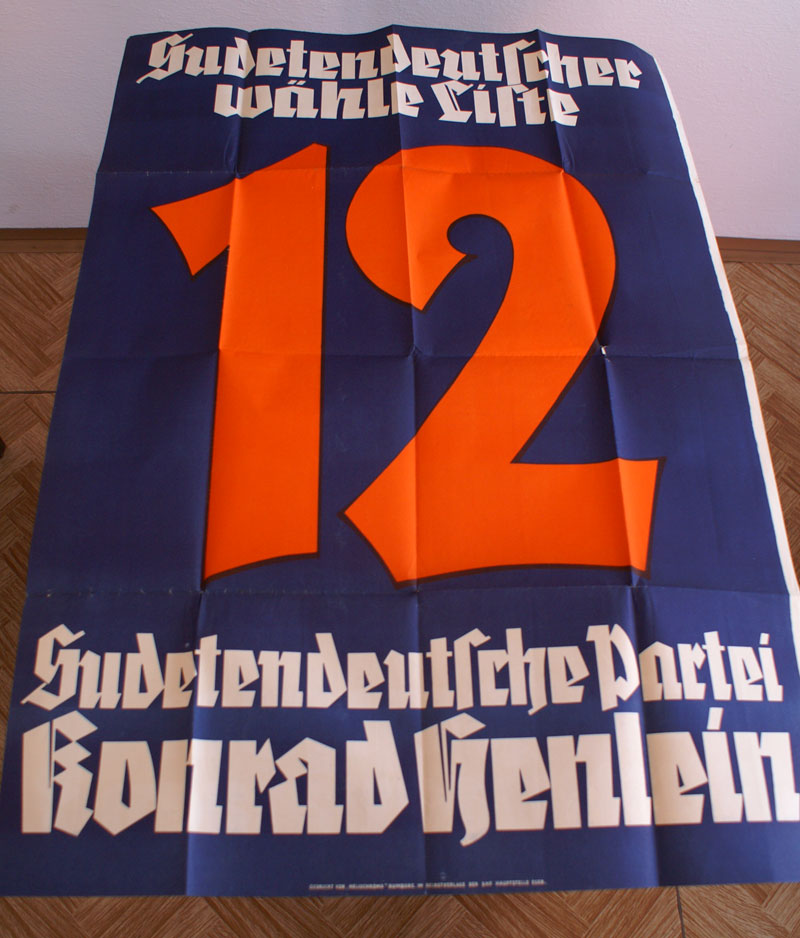 Sudetendeutscher
wähle Liste
12
Sudetendeutsche Partei
Konrad Henlein